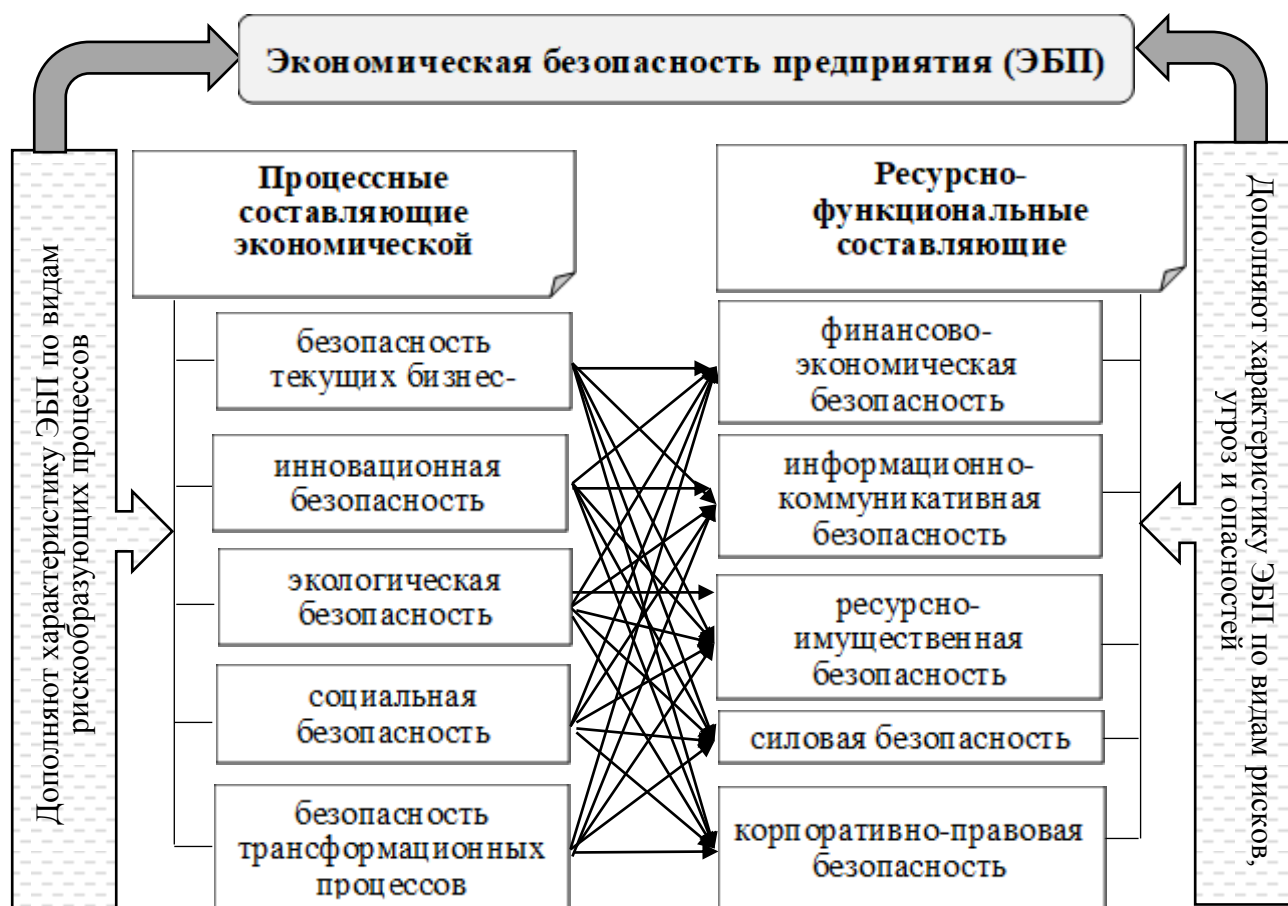 Экономическая безопасность предприятия (ЭБП)
Дополняют характеристику ЭБП по видам
рискообразующих процессов
Процессные
составляющие
экономической
безопасность
текущих бизнес-
инновационная
безопасность
экологическая
безопасность
социальная
безопасность
безопасность
трансформационных
процессов
Ресурсно-
функциональные
составляющие
финансово-
экономическая
безопасность
информационно-
коммуникативная
безопасность
ресурсно-
имущественная
безопасность
силовая безопасность
корпоративно-правовая
безопасность
Дополняют характеристику ЭБП по видам рисков,
угроз и опасностей